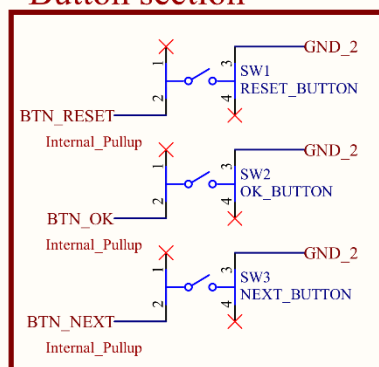 Button section
1
3
GND_2
SW1
RESET_BUTTON
2
4
BTN_RESET
Internal_Pullup
1
3
GND_2
SW2
OK_BUTTON
2
4
BTN_OK
Internal_Pullup
1
3
GND_2
SW3
NEXT_BUTTON
2
4
BTN_NEXT
Internal_Pullup